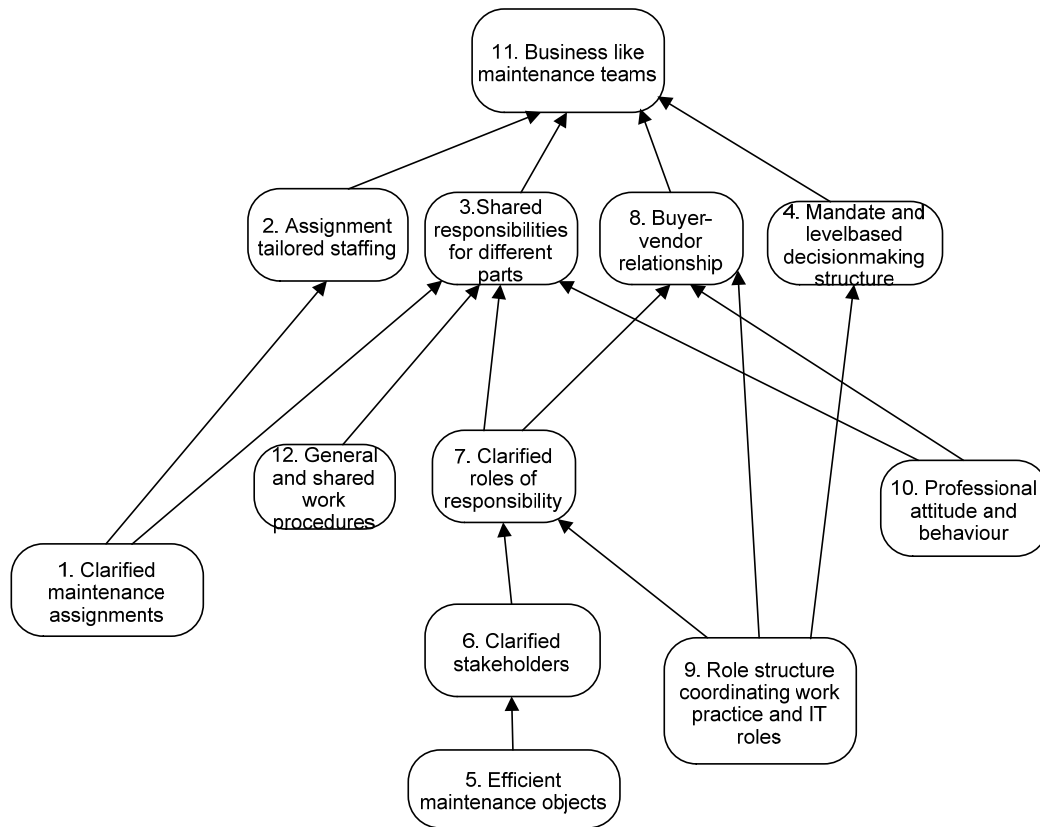 11. Business like
maintenance teams
2. Assignment
tailored staffing
3.Shared
responsibilities
for different
parts
8. Buyer-
vendor
relationship
4. Mandate and
levelbased
decisionmaking
structure
12. General
and shared
work
procedures
7. Clarified
roles of
responsibility
10. Professional
attitude and
behaviour
1. Clarified
maintenance
assignments
6. Clarified
stakeholders
9. Role structure
coordinating work
practice and IT
roles
5. Efficient
maintenance objects